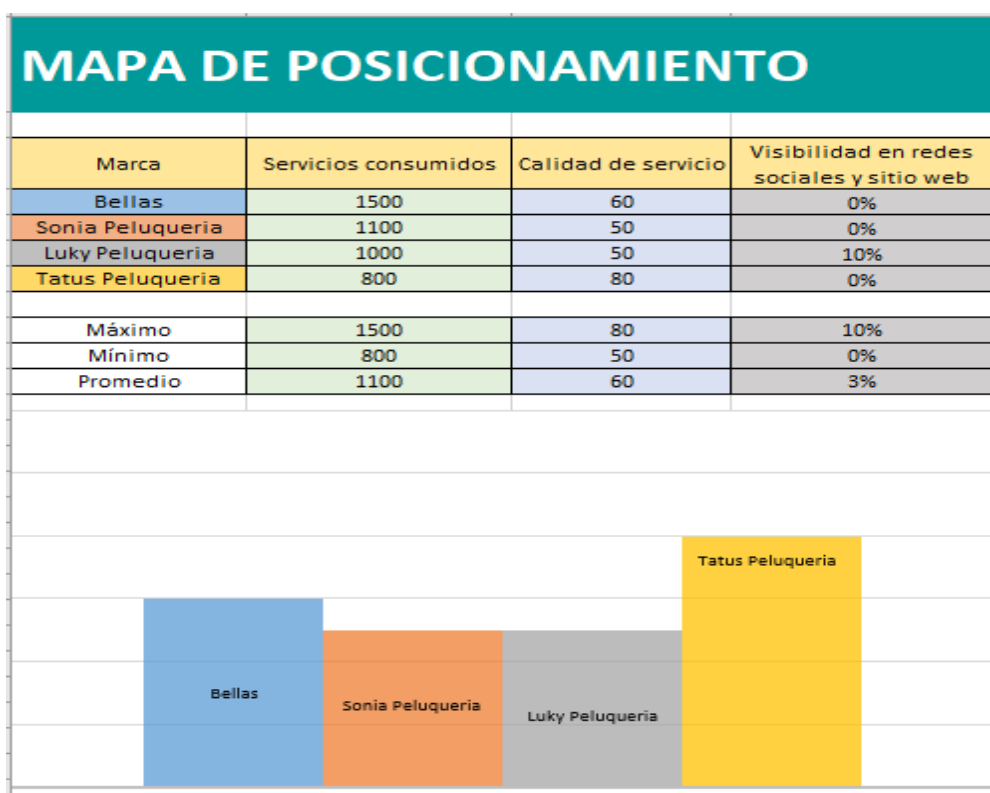 MAPA DE POSICIONAMIENTO
Marca Servicios consumidos Calidad de servicio Visibilidad en redes
sociales y sitio web
Bellas 1500 60 0%
Sonia Peluqueria 1100 50 0%
Luky Peluqueria 1000 50 10%
Tatus Peluqueria 800 80 0%
Máximo 1500 80 10%
Mínimo 800 50 0%
Promedio 1100 60 3%
Tatus Peluqueria
Bellas
Sonia Peluqueria
Luky Peluqueria